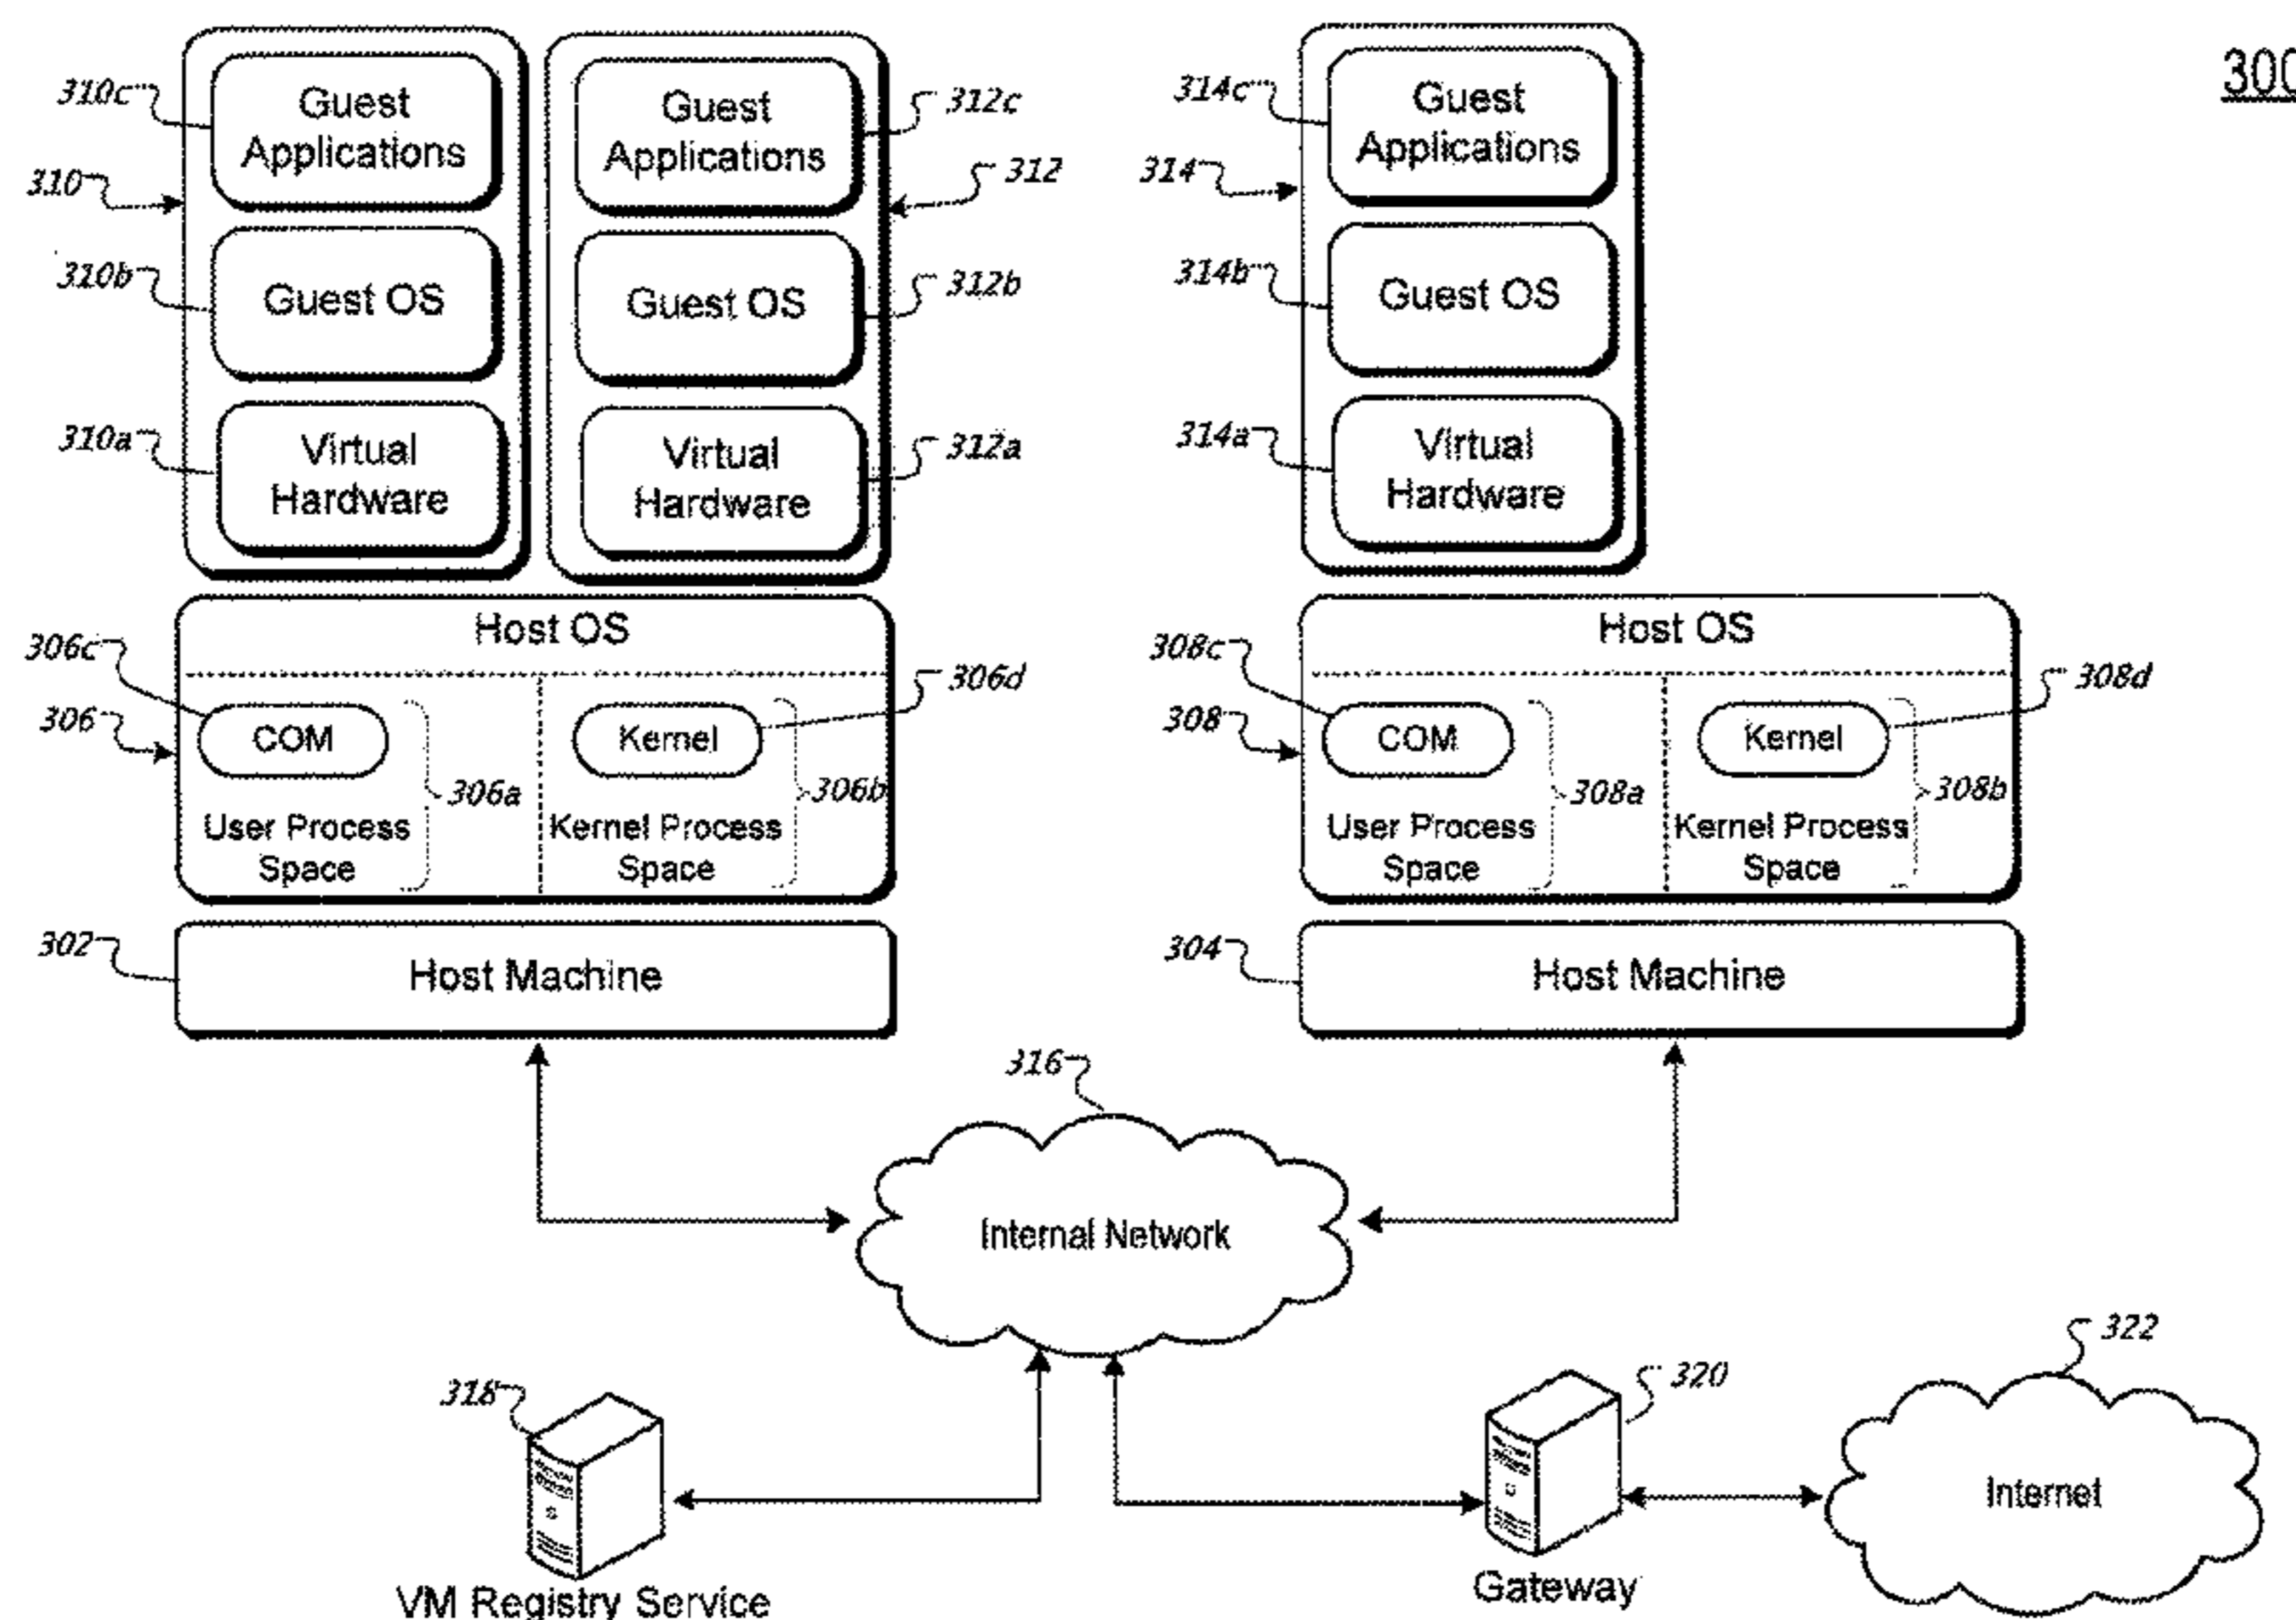 300
310c
Guest
Applications
310
310b
Guest OS
310a
Virtual
Hardware
Guest
Applications
312c
312
Guest OS
312b
Virtual
Hardware
312a
314c
Guest
Applications
314
314b
Guest OS
314a
Virtual
Hardware
Host OS
306c
306
COM
306a
User Process
Space
Kernel
306d
306b
Kernel Process
Space
302
Host Machine
Host OS
308c
308
COM
308a
User Process
Space
Kernel
308d
308b
Kernel Process
Space
304
Host Machine
316
Internal Network
318
VM Registry Service
320
Gateway
322
Internet